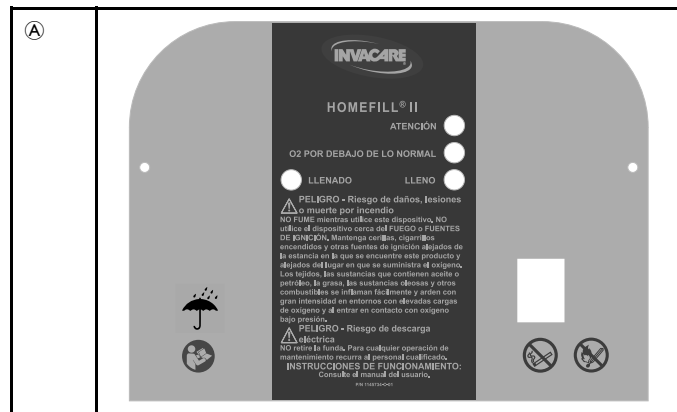 Ⓐ
INVACARE
HOMEFILL® II
ATENCIÓN
O2 POR DEBAJO DE LO NORMAL
LLENADO LLENO
PELIGRO - Riesgo de daños, lesiones
o muerte por incendio
NO FUME mientras utilice este dispositivo. NO
utilice el dispositivo cerca del FUEGO o FUENTES
DE IGNICIÓN. Mantenga cerillas, cigarrillos
encendidos y otras fuentes de ignición alejados de
la estancia en la que se encuentre este producto y
alejados del lugar en que se suministra el oxígeno.
Los tejidos, las sustancias que contienen aceite o
petróleo, la grasa, las sustancias oleosas y otros
combustibles se inflaman fácilmente y arden con
gran intensidad en entornos con elevadas cargas
de oxígeno y al entrar en contacto con oxígeno
bajo presión.
PELIGRO - Riesgo de descarga
eléctrica
NO retire la funda. Para cualquier operación de
mantenimiento recurra al personal cualificado.
INSTRUCCIONES DE FUNCIONAMIENTO:
Consulte el manual del usuario.